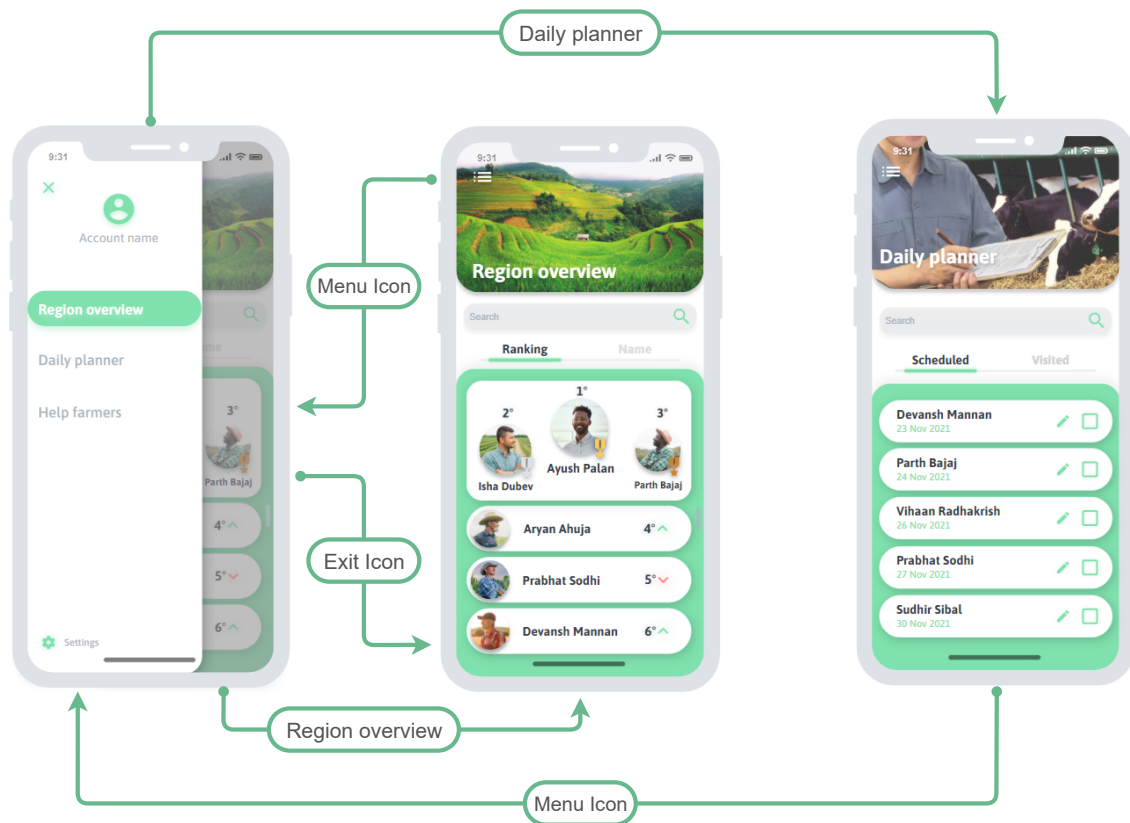 Daily planner
9:31
Account name
Region overview
Daily planner
Help farmers
3°
Parth Bajaj
4°
5°
6°
Settings
Menu Icon
Exit Icon
9:31
Region overview
Search
Ranking
Name
1°
2°
3°
Ayush Palan
Isha Dubev
Parth Bajaj
Aryan Ahuja
4°
Prabhat Sodhi
5°
Devansh Mannan
6°
9:31
Daily planner
Search
Scheduled
Visited
Devansh Mannan
23 Nov 2021
Parth Bajaj
24 Nov 2021
Vihaan Radhakrish
26 Nov 2021
Prabhat Sodhi
27 Nov 2021
Sudhir Sibal
30 Nov 2021
Region overview
Menu Icon